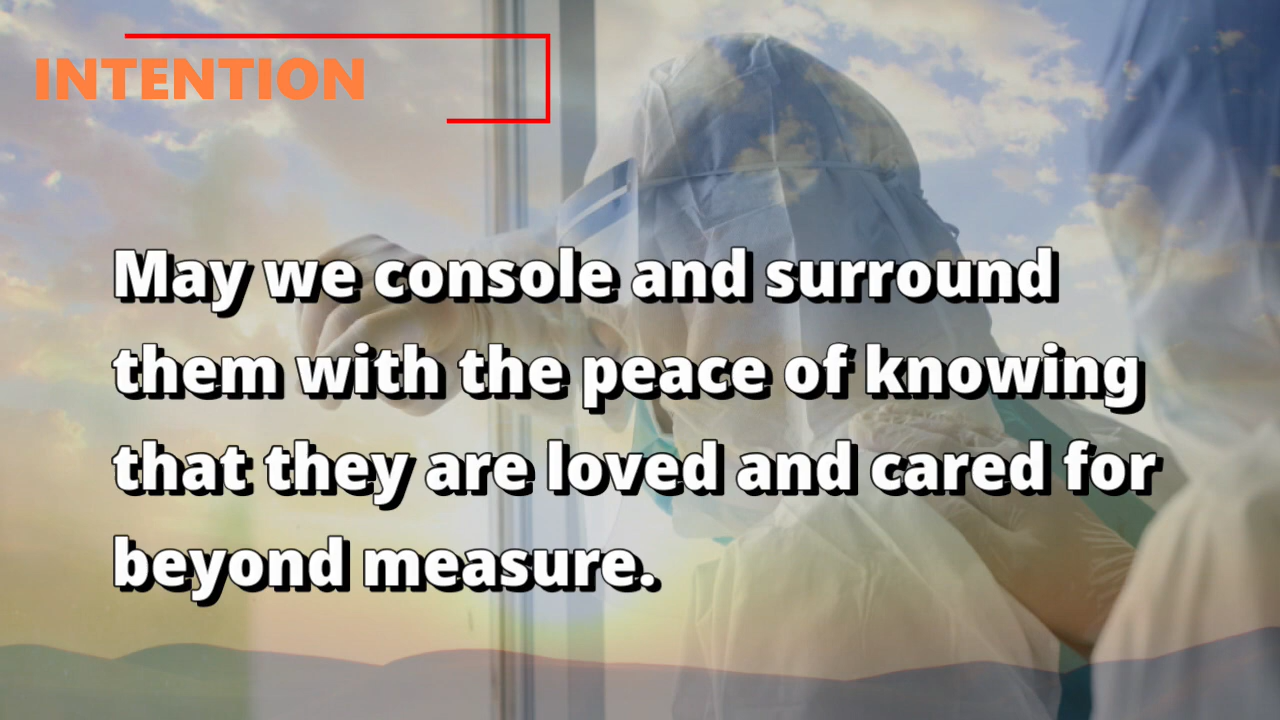 INTENTION
May we console and surround
them with the peace of knowing
that they are loved and cared for
beyond measure.